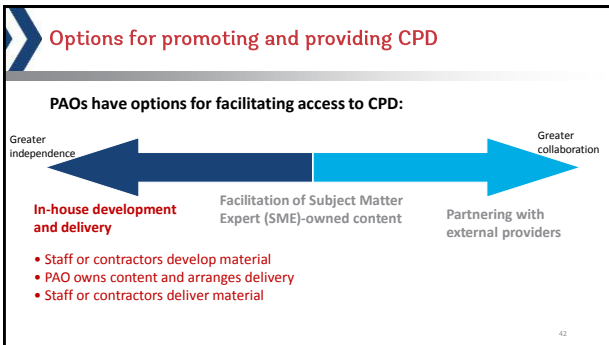 Options for promoting and providing CPD
PAOs have options for facilitating access to CPD:
Greater
independence
Greater
collaboration
In-house development
and delivery
Facilitation of Subject Matter
Expert (SME)-owned content
Partnering with
external providers
• Staff or contractors develop material
• PAO owns content and arranges delivery
• Staff or contractors deliver material
42